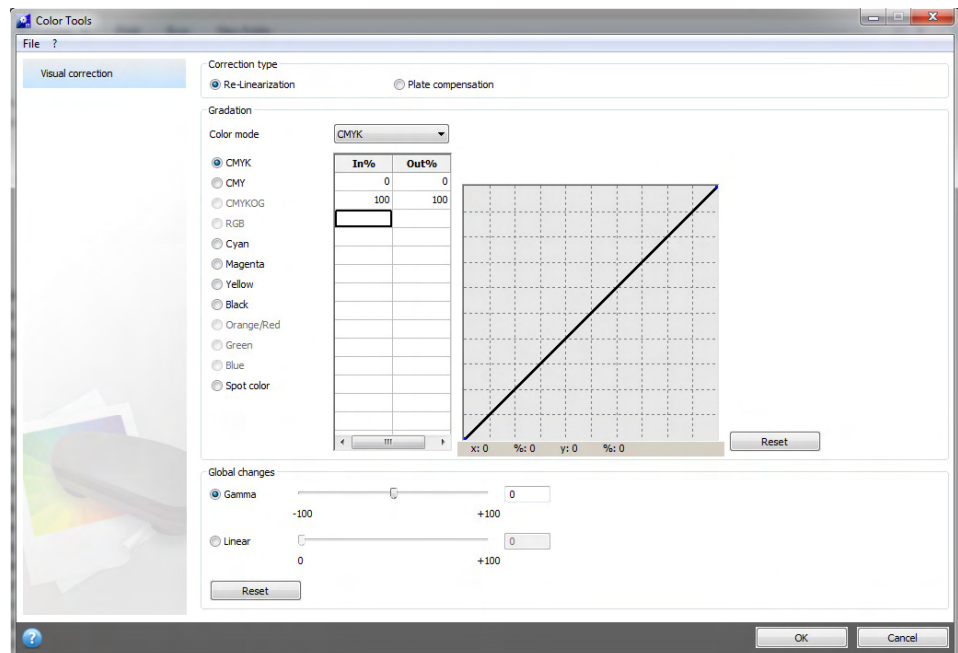 Color Tools
File ?
Visual correction
Correction type
Re-Linearization Plate compensation
Gradation
Color mode CMYK
CMYK
CMY
CMYKOG
RGB
Cyan
Magenta
Yellow
Black
Orange/Red
Green
Blue
Spot color
In% Out%
0 0
100 100
x: 0 %: 0 y: 0 %: 0
Reset
Global changes
Gamma 0
-100 +100
Linear 0
0 +100
Reset
? OK Cancel